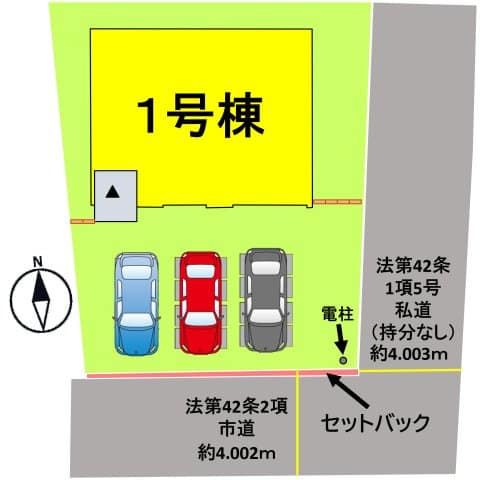 1号棟
▲
N
電柱
法第42条
1項5号
私道
（持分なし）
約4.003m
法第42条2項
市道
約4.002m
セットバック